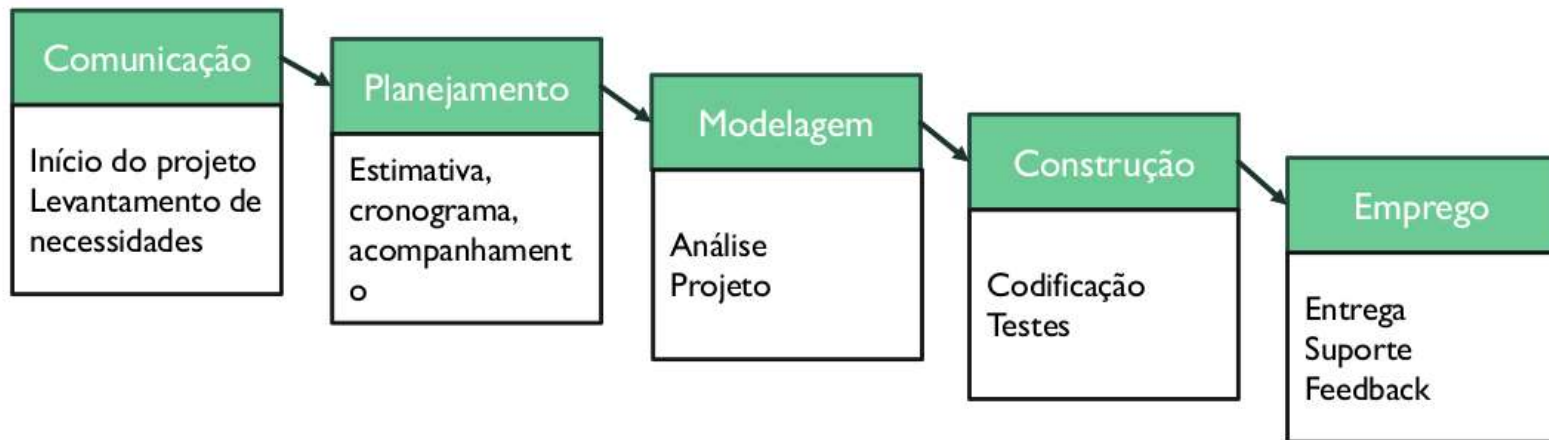 Comunicação
Início do projeto
Levantamento de
necessidades
Planejamento
Estimativa,
cronograma,
acompanhament
o
Modelagem
Análise
Projeto
Construção
Codificação
Testes
Emprego
Entrega
Suporte
Feedback